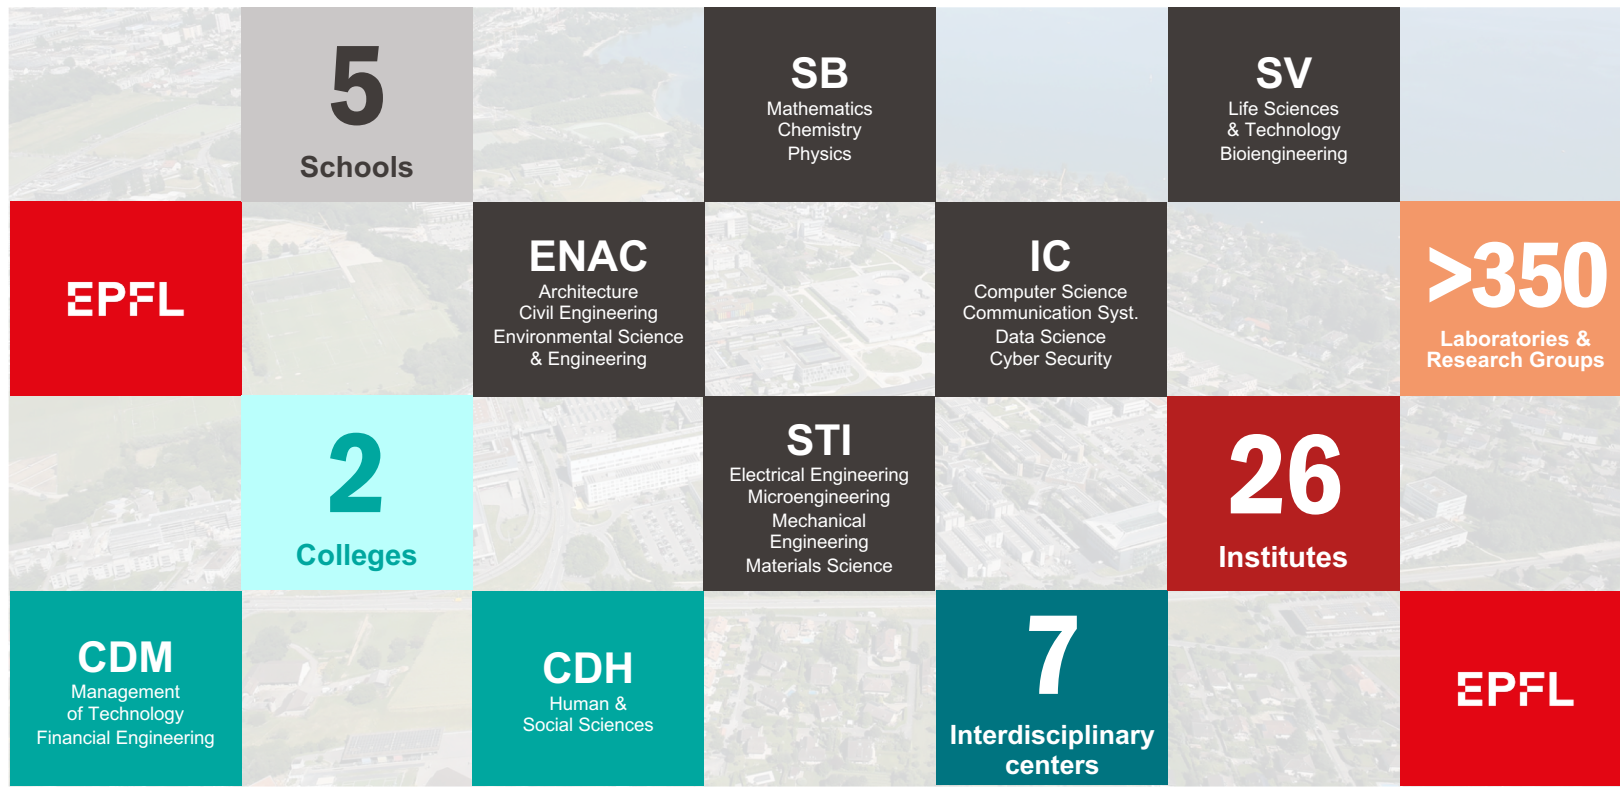 5
Schools
SB
Mathematics
Chemistry
Physics
SV
Life Sciences
& Technology
Bioiengineering
EPFL
ENAC
Architecture
Civil Engineering
Environmental Science
& Engineering
IC
Computer Science
Communication Syst.
Data Science
Cyber Security
>350
Laboratories &
Research Groups
2
Colleges
STI
Electrical Engineering
Microengineering
Mechanical
Engineering
Materials Science
26
Institutes
CDM
Management
of Technology
Financial Engineering
CDH
Human &
Social Sciences
7
Interdisciplinary
centers
EPFL